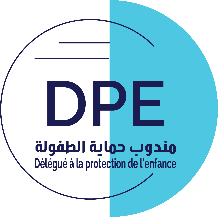 DPE
مندوب حماية الطفولة
Délégué à la protection de l'enfance